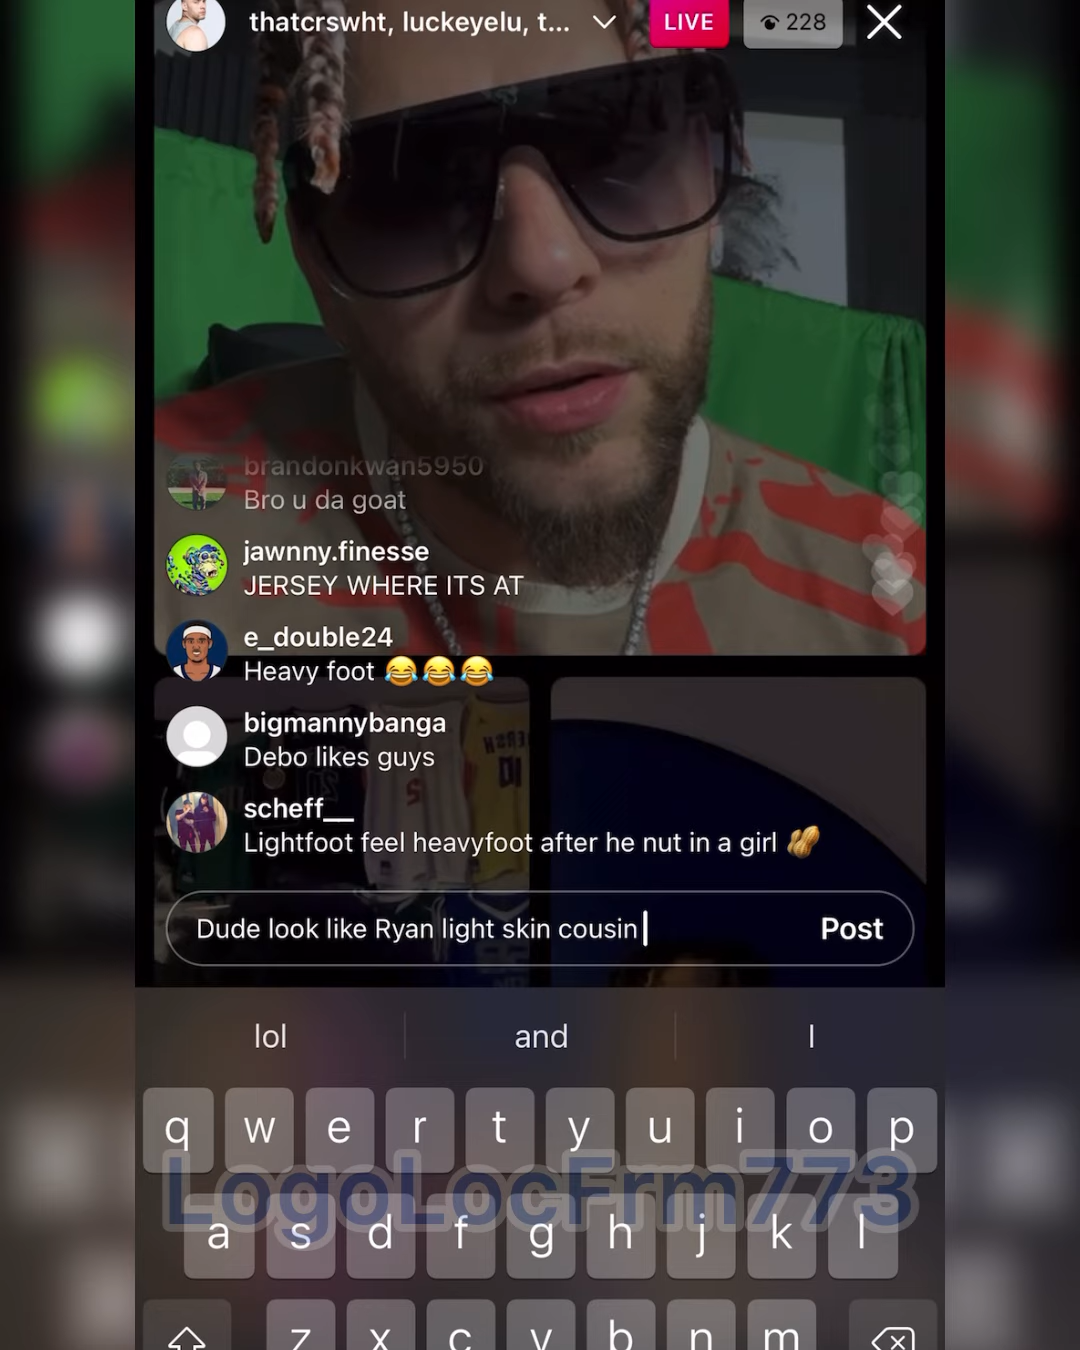 thatcrswht, luckeyelu, t...
LIVE
228
brandonkwan5950
Bro u da goat
jawnny.finesse
JERSEY WHERE ITS AT
e_double24
Heavy foot 😂😂😂
bigmannybanga
Debo likes guys
scheff__
Lightfoot feel heavyfoot after he nut in a girl 🥜
Dude look like Ryan light skin cousin
Post
lol and I
q w e r t y u i o p
LogoLocFrm773
a s d f g h j k l
z x c v b n m